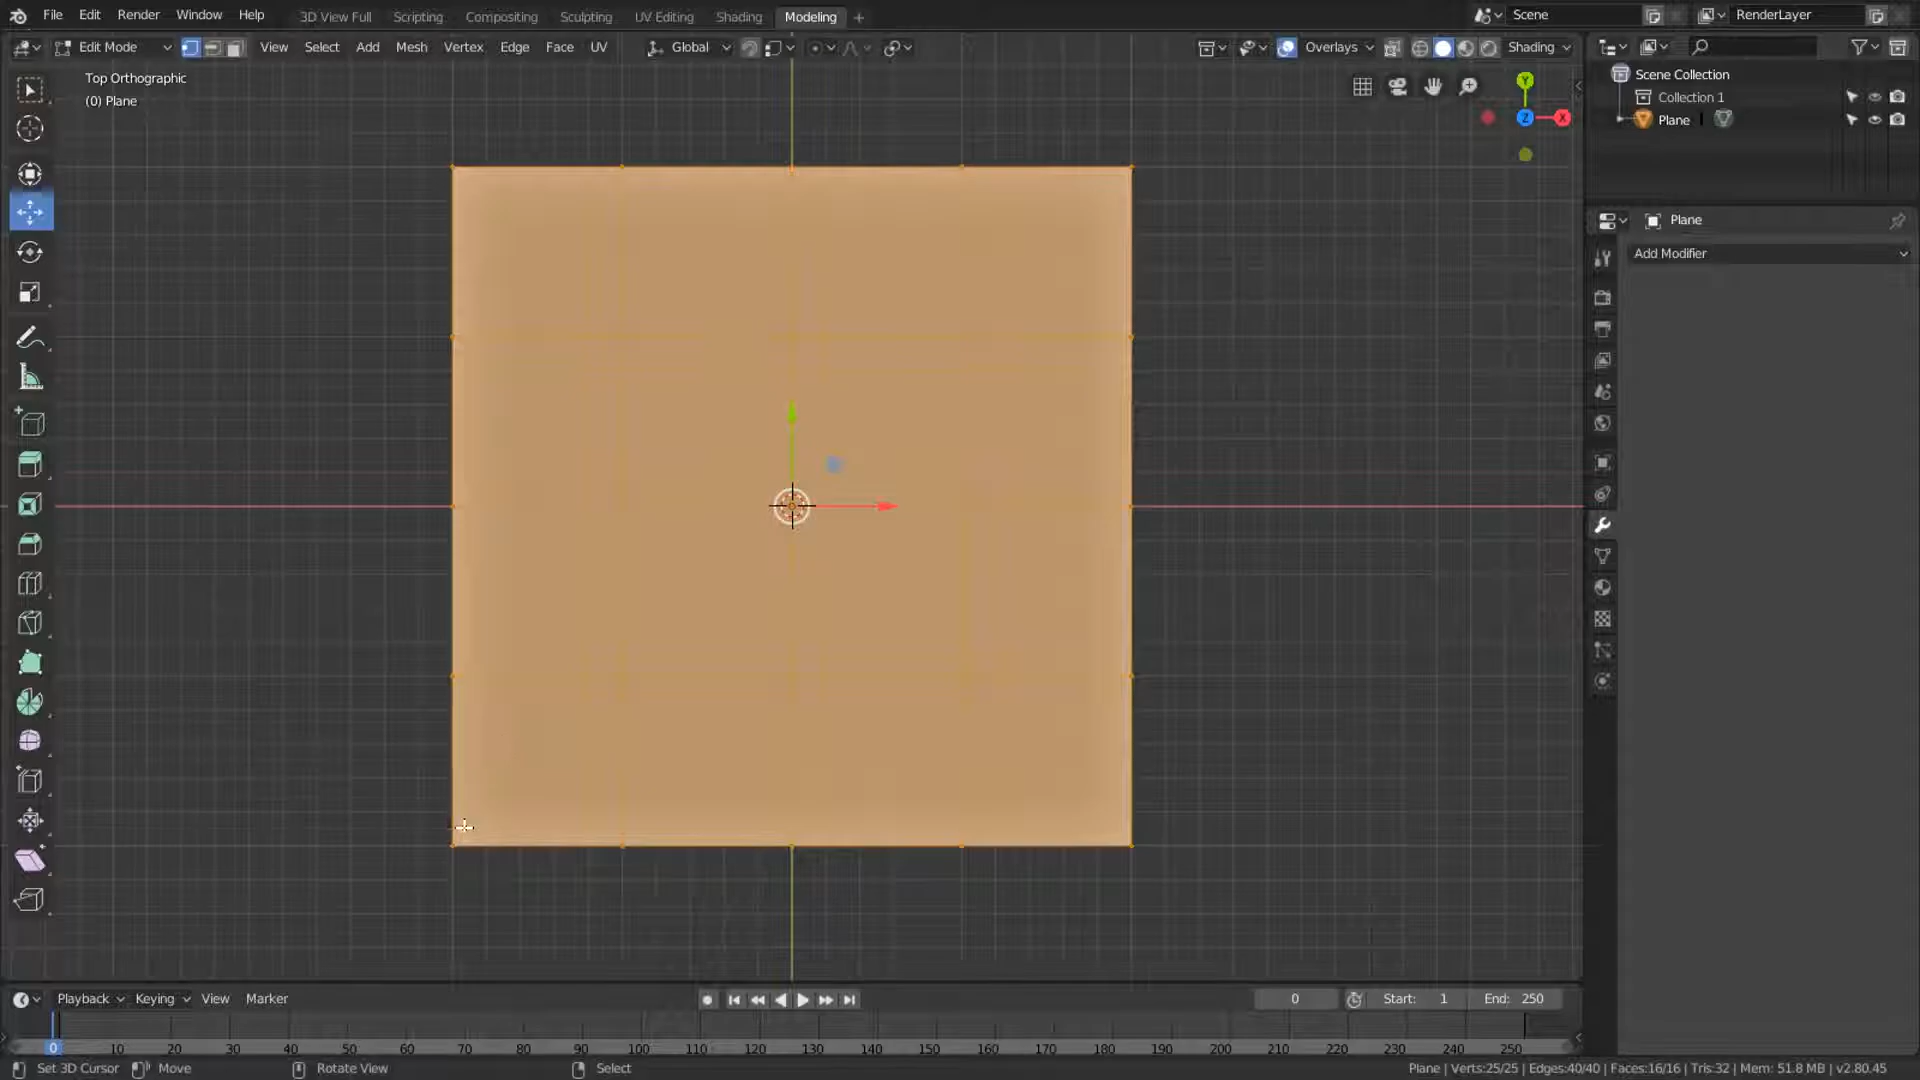 File Edit Render Window Help 3D View Full Scripting Compositing Sculpting UV Editing Shading Modeling Scene RenderLayer
Edit Mode View Select Add Mesh Vertex Edge Face UV Global Overlays Shading
Top Orthographic
(0) Plane
Y
Z X
Scene Collection
Collection 1
Plane
Plane
Add Modifier
Playback Keying View Marker 0 Start: 1 End: 250
0 10 20 30 40 50 60 70 80 90 100 110 120 130 140 150 160 170 180 190 200 210 220 230 240 250
Set 3D Cursor Move Rotate View Select Plane | Verts:25/25 | Edges:40/40 | Faces:16/16 | Tris:32 | Mem: 51.8 MB | v2.80.45